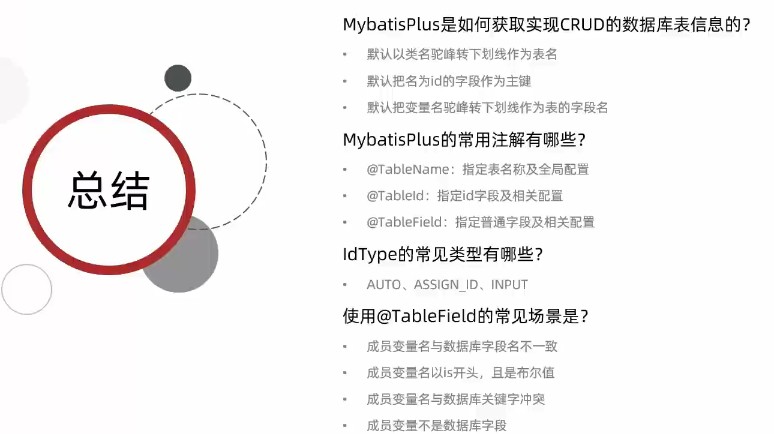 总结
MybatisPlus是如何获取实现CRUD的数据库表信息的?
• 默认以类名驼峰转下划线作为表名
• 默认把名为id的字段作为主键
• 默认把变量名驼峰转下划线作为表的字段名
MybatisPlus的常用注解有哪些?
• @TableName：指定表名称及全局配置
• @TableId：指定id字段及相关配置
• @TableField：指定普通字段及相关配置
IdType的常见类型有哪些?
• AUTO、ASSIGN_ID、INPUT
使用@TableField的常见场景是?
• 成员变量名与数据库字段名不一致
• 成员变量名以is开头，且是布尔值
• 成员变量名与数据库关键字冲突
• 成员变量不是数据库字段